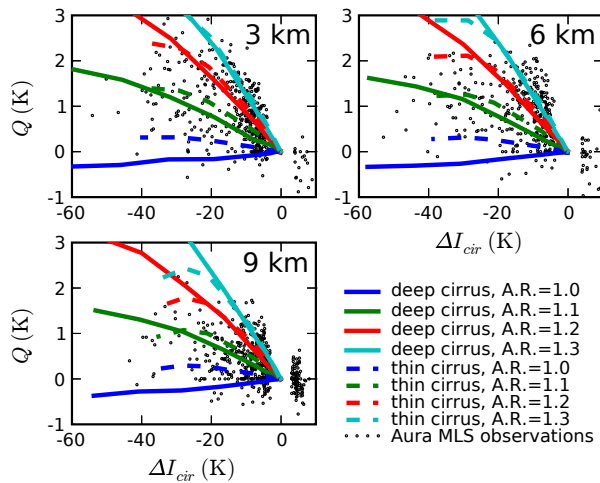 3 km
3
2
1
0
-1
Q (K)
-60 -40 -20 0
6 km
3
2
1
0
-1
-60 -40 -20 0
ΔI_cir (K)
9 km
3
2
1
0
-1
Q (K)
-60 -40 -20 0
ΔI_cir (K)
deep cirrus, A.R.=1.0
deep cirrus, A.R.=1.1
deep cirrus, A.R.=1.2
deep cirrus, A.R.=1.3
thin cirrus, A.R.=1.0
thin cirrus, A.R.=1.1
thin cirrus, A.R.=1.2
thin cirrus, A.R.=1.3
Aura MLS observations